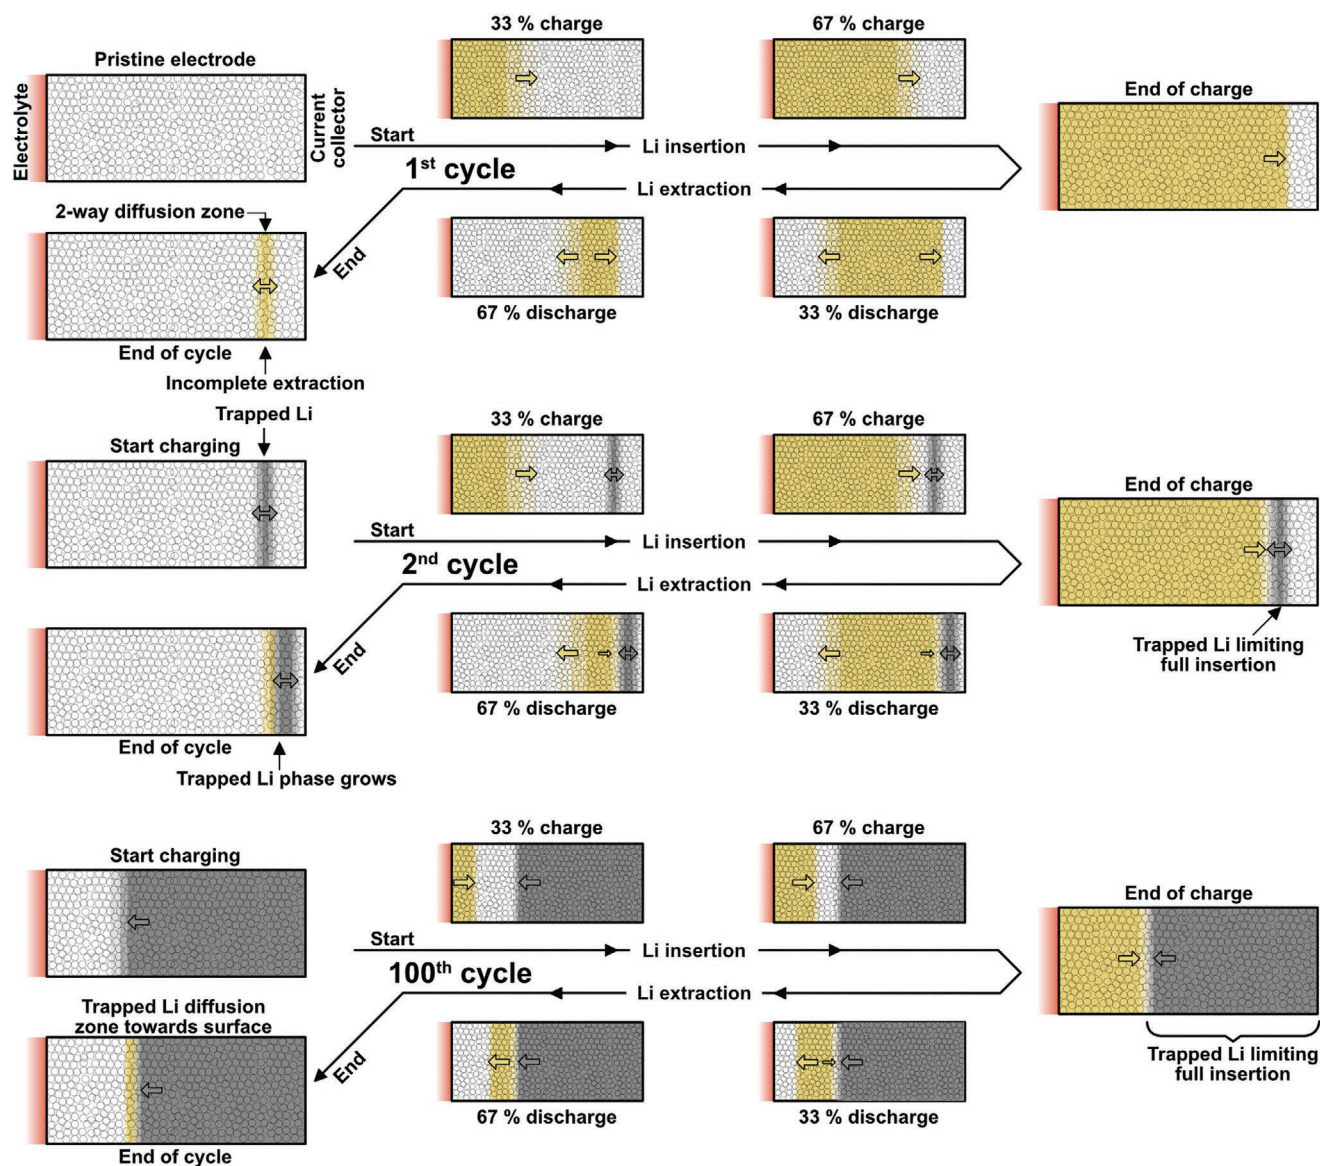 33 % charge
67 % charge
Pristine electrode
End of charge
Electrolyte
Current
collector
Start
Li insertion
1st cycle
Li extraction
2-way diffusion zone
End
67 % discharge
33 % discharge
End of cycle
Incomplete extraction
Trapped Li
33 % charge
67 % charge
Start charging
End of charge
Start
Li insertion
2nd cycle
Li extraction
End
Trapped Li limiting
full insertion
67 % discharge
33 % discharge
End of cycle
Trapped Li phase grows
33 % charge
67 % charge
Start charging
End of charge
Start
Li insertion
100th cycle
Li extraction
Trapped Li diffusion
zone towards surface
End
Trapped Li limiting
full insertion
67 % discharge
33 % discharge
End of cycle